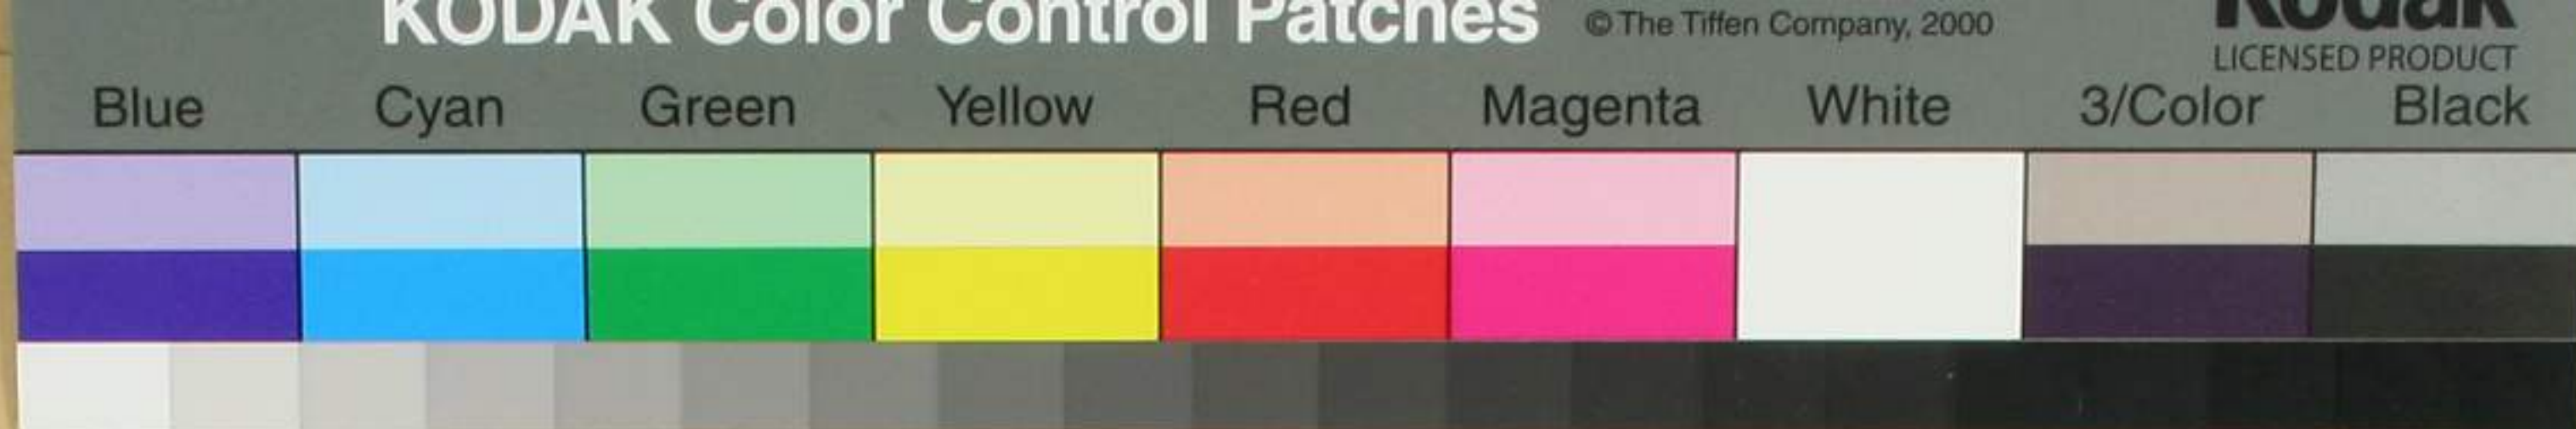 KODAK Color Control Patches © The Tiffen Company, 2000 Kodak
LICENSED PRODUCT
Blue Cyan Green Yellow Red Magenta White 3/Color Black